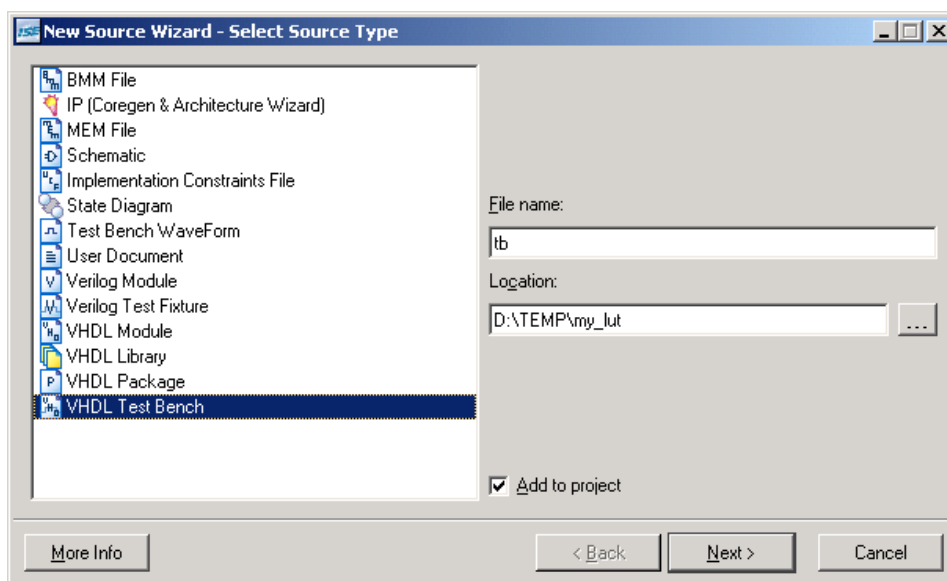 ISE New Source Wizard - Select Source Type
BMM File
IP (Coregen & Architecture Wizard)
MEM File
Schematic
Implementation Constraints File
State Diagram
Test Bench WaveForm
User Document
Verilog Module
Verilog Test Fixture
VHDL Module
VHDL Library
VHDL Package
VHDL Test Bench
File name:
tb
Location:
D:\TEMP\my_lut
...
Add to project
More Info
< Back
Next >
Cancel